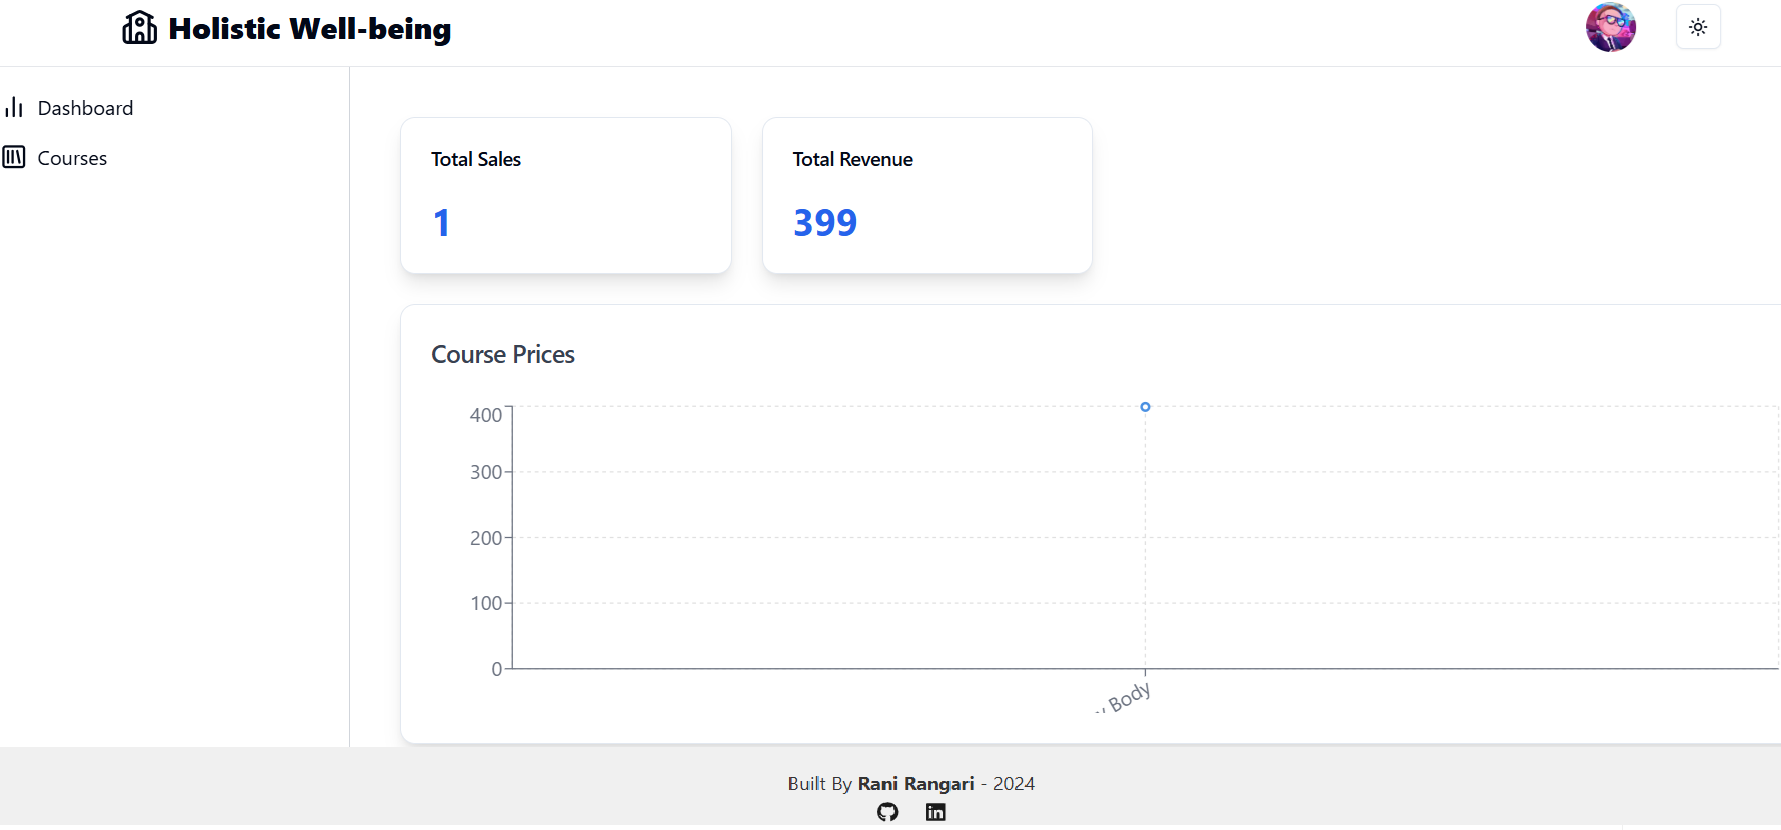 Holistic Well-being
Dashboard
Courses
Total Sales
1
Total Revenue
399
Course Prices
400
300
200
100
0
Body
Built By Rani Rangari - 2024